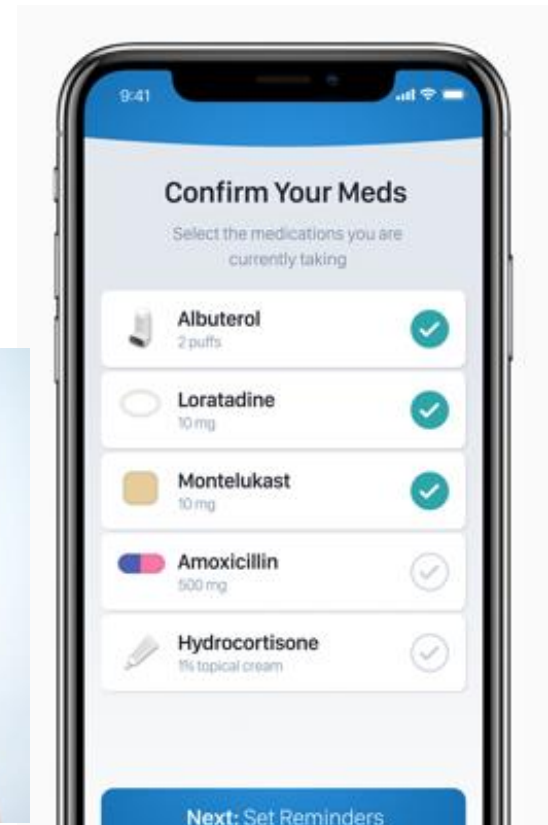 9:41
Confirm Your Meds
Select the medications you are
currently taking
Albuterol
2 puffs
Loratadine
10 mg
Montelukast
10 mg
Amoxicillin
500 mg
Hydrocortisone
1% topical cream
Next: Set Reminders